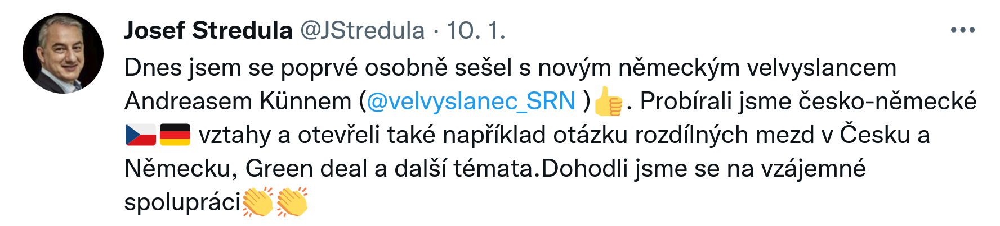 Josef Stredula @JStredula · 10. 1.
Dnes jsem se poprvé osobně sešel s novým německým velvyslancem
Andreasem Künnem (@velvyslanec_SRN )👍. Probírali jsme česko-německé
🇨🇿🇩🇪 vztahy a otevřeli také například otázku rozdílných mezd v Česku a
Německu, Green deal a další témata.Dohodli jsme se na vzájemné
spolupráci👏👏